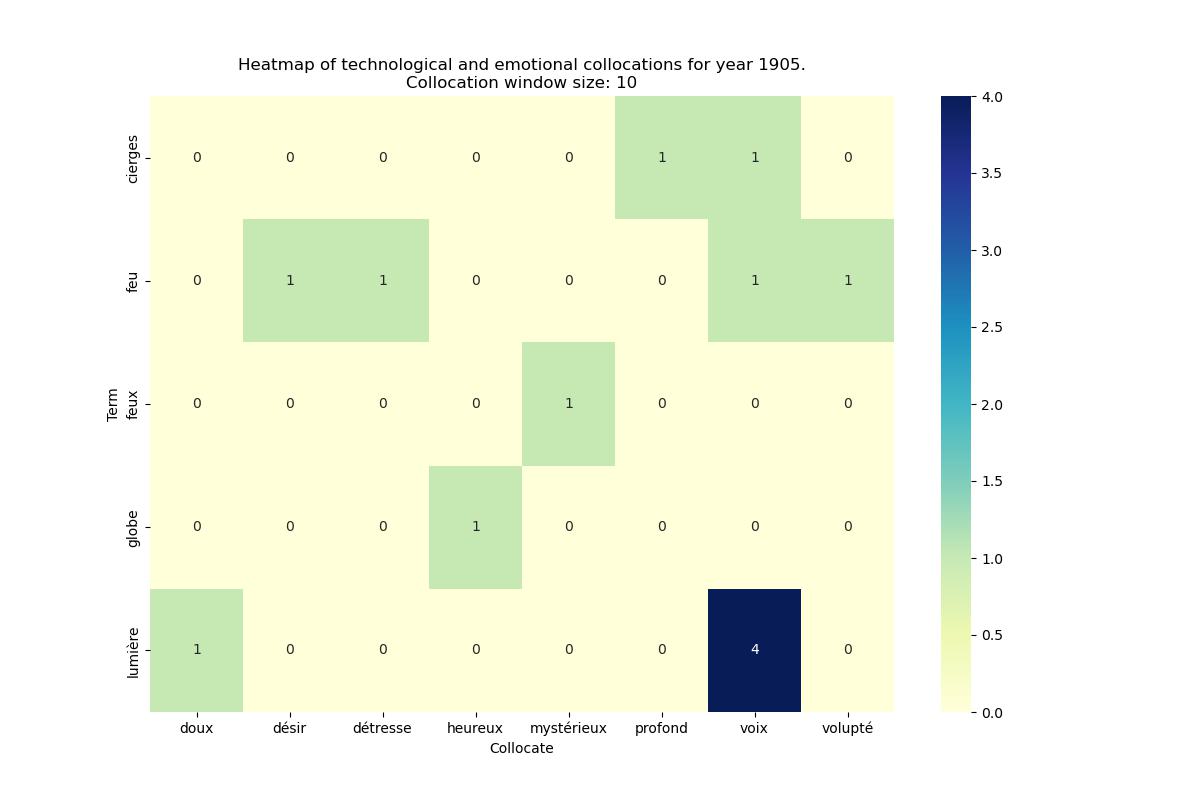 Heatmap of technological and emotional collocations for year 1905.
Collocation window size: 10
cierges 0 0 0 0 0 1 1 0
feu 0 1 1 0 0 0 1 1
Term
feux 0 0 0 0 1 0 0 0
globe 0 0 0 1 0 0 0 0
lumière 1 0 0 0 0 0 4 0
doux désir détresse heureux mystérieux profond voix volupté
Collocate
4.0
3.5
3.0
2.5
2.0
1.5
1.0
0.5
0.0